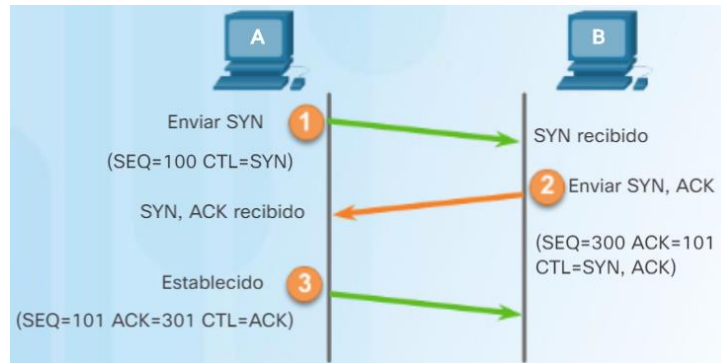 A
B
Enviar SYN
1
(SEQ=100 CTL=SYN)
SYN recibido
2
Enviar SYN, ACK
SYN, ACK recibido
(SEQ=300 ACK=101
CTL=SYN, ACK)
Establecido
3
(SEQ=101 ACK=301 CTL=ACK)